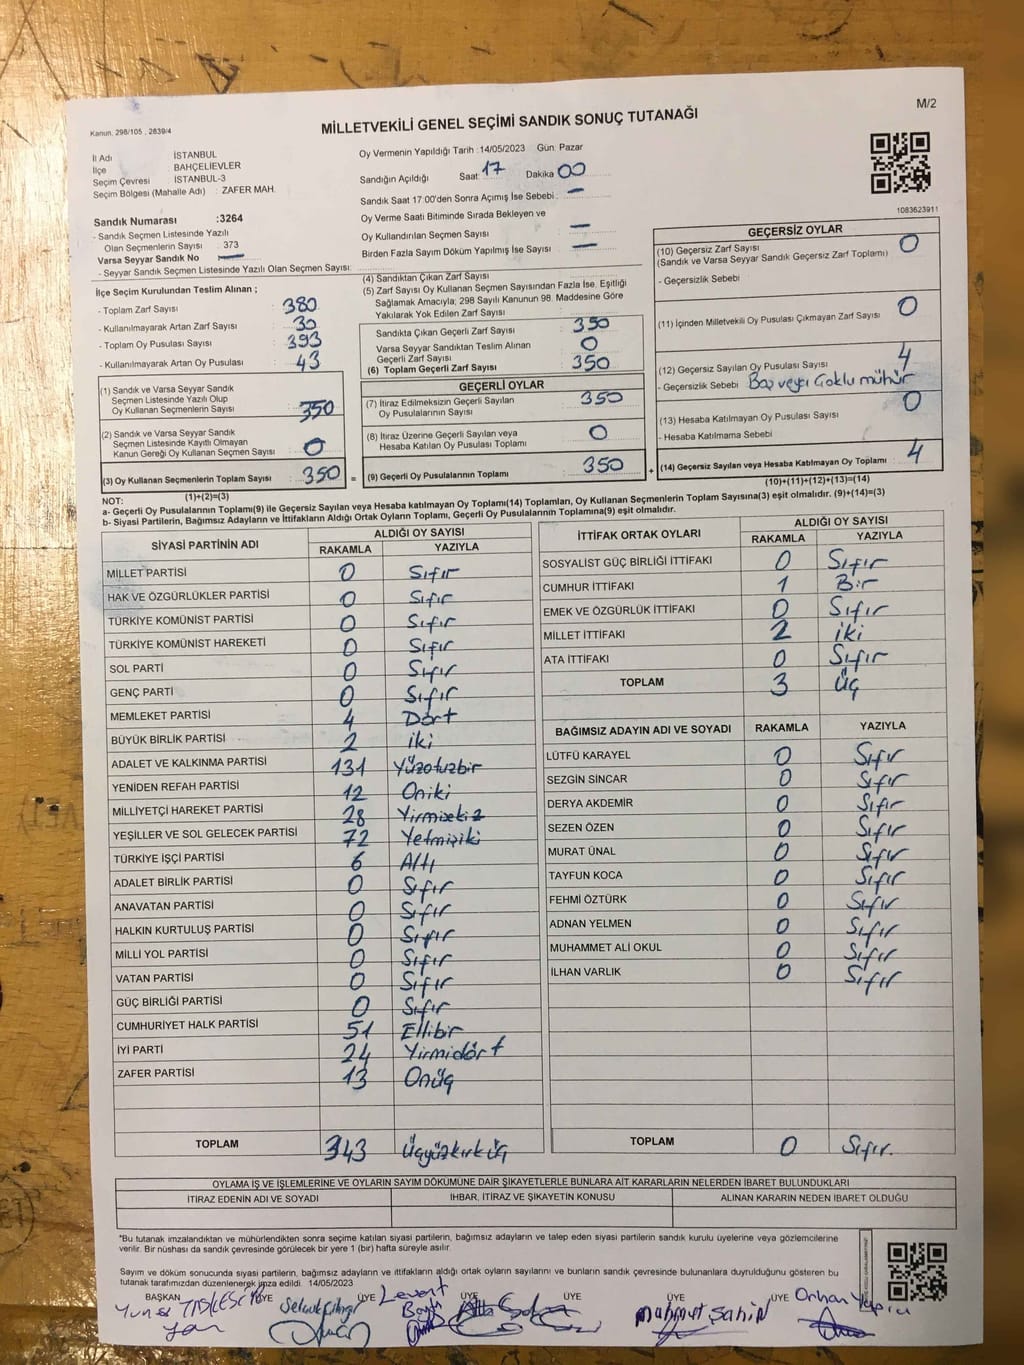 M/2
Kanun, 298/105 , 2839/4
MİLLETVEKİLİ GENEL SEÇİMİ SANDIK SONUÇ TUTANAĞI
İl Adı İSTANBUL
İlçe BAHÇELİEVLER
Seçim Çevresi İSTANBUL-3
Seçim Bölgesi (Mahalle Adı) : ZAFER MAH.
Sandık Numarası :3264
- Sandık Seçmen Listesinde Yazılı
Olan Seçmenlerin Sayısı : 373
Varsa Seyyar Sandık No —
- Seyyar Sandık Seçmen Listesinde Yazılı Olan Seçmen Sayısı:
Oy Vermenin Yapıldığı Tarih :14/05/2023 Gün: Pazar
Sandığın Açıldığı Saat: 17 Dakika 00
Sandık Saat 17:00'den Sonra Açımış İse Sebebi : —
Oy Verme Saati Bitiminde Sırada Bekleyen ve
Oy Kullandırılan Seçmen Sayısı —
Birden Fazla Sayım Döküm Yapılmış İse Sayısı —
1083623911
İlçe Seçim Kurulundan Teslim Alınan ;
- Toplam Zarf Sayısı 380
- Kullanılmayarak Artan Zarf Sayısı 30
- Toplam Oy Pusulası Sayısı 393
- Kullanılmayarak Artan Oy Pusulası 43
(1) Sandık ve Varsa Seyyar Sandık
Seçmen Listesinde Yazılı Olup
Oy Kullanan Seçmenlerin Sayısı 350
(2) Sandık ve Varsa Seyyar Sandık
Seçmen Listesinde Kayıtlı Olmayan
Kanun Gereği Oy Kullanan Seçmen Sayısı 0
(3) Oy Kullanan Seçmenlerin Toplam Sayısı 350
(1)+(2)=(3)
(4) Sandıktan Çıkan Zarf Sayısı
(5) Zarf Sayısı Oy Kullanan Seçmen Sayısından Fazla İse, Eşitliği
Sağlamak Amacıyla; 298 Sayılı Kanunun 98. Maddesine Göre
Yakılarak Yok Edilen Zarf Sayısı
Sandıkta Çıkan Geçerli Zarf Sayısı 350
Varsa Seyyar Sandıktan Teslim Alınan
Geçerli Zarf Sayısı 0
(6) Toplam Geçerli Zarf Sayısı 350
GEÇERLİ OYLAR
(7) İtiraz Edilmeksizin Geçerli Sayılan
Oy Pusulalarının Sayısı 350
(8) İtiraz Üzerine Geçerli Sayılan veya
Hesaba Katılan Oy Pusulası Toplamı 0
= (9) Geçerli Oy Pusulalarının Toplamı 350
GEÇERSİZ OYLAR
(10) Geçersiz Zarf Sayısı 0
(Sandık ve Varsa Seyyar Sandık Geçersiz Zarf Toplamı)
- Geçersizlik Sebebi
(11) İçinden Milletvekili Oy Pusulası Çıkmayan Zarf Sayısı 0
(12) Geçersiz Sayılan Oy Pusulası Sayısı 4
- Geçersizlik Sebebi Boş veya Çoklu mühür
(13) Hesaba Katılmayan Oy Pusulası Sayısı 0
- Hesaba Katılmama Sebebi
+ (14) Geçersiz Sayılan veya Hesaba Katılmayan Oy Toplamı 4
(10)+(11)+(12)+(13)=(14)
NOT:
a- Geçerli Oy Pusulalarının Toplamı(9) ile Geçersiz Sayılan veya Hesaba katılmayan Oy Toplamı(14) Toplamları, Oy Kullanan Seçmenlerin Toplam Sayısına(3) eşit olmalıdır. (9)+(14)=(3)
b- Siyasi Partilerin, Bağımsız Adayların ve İttifakların Aldığı Ortak Oyların Toplamı, Geçerli Oy Pusulalarının Toplamına(9) eşit olmalıdır.
SİYASİ PARTİNİN ADI ALDIĞI OY SAYISI
RAKAMLA YAZIYLA
MİLLET PARTİSİ 0 Sıfır
HAK VE ÖZGÜRLÜKLER PARTİSİ 0 Sıfır
TÜRKİYE KOMÜNİST PARTİSİ 0 Sıfır
TÜRKİYE KOMÜNİST HAREKETİ 0 Sıfır
SOL PARTİ 0 Sıfır
GENÇ PARTİ 0 Sıfır
MEMLEKET PARTİSİ 4 Dört
BÜYÜK BİRLİK PARTİSİ 2 iki
ADALET VE KALKINMA PARTİSİ 131 Yüzotuzbir
YENİDEN REFAH PARTİSİ 12 Oniki
MİLLİYETÇİ HAREKET PARTİSİ 28 Yirmisekiz
YEŞİLLER VE SOL GELECEK PARTİSİ 72 Yetmişiki
TÜRKİYE İŞÇİ PARTİSİ 6 Altı
ADALET BİRLİK PARTİSİ 0 Sıfır
ANAVATAN PARTİSİ 0 Sıfır
HALKIN KURTULUŞ PARTİSİ 0 Sıfır
MİLLİ YOL PARTİSİ 0 Sıfır
VATAN PARTİSİ 0 Sıfır
GÜÇ BİRLİĞİ PARTİSİ 0 Sıfır
CUMHURİYET HALK PARTİSİ 51 Ellibir
İYİ PARTİ 24 Yirmidört
ZAFER PARTİSİ 13 Onüç
TOPLAM 343 Üçyüzkırküç
İTTİFAK ORTAK OYLARI ALDIĞI OY SAYISI
RAKAMLA YAZIYLA
SOSYALİST GÜÇ BİRLİĞİ İTTİFAKI 0 Sıfır
CUMHUR İTTİFAKI 1 Bir
EMEK VE ÖZGÜRLÜK İTTİFAKI 0 Sıfır
MİLLET İTTİFAKI 2 iki
ATA İTTİFAKI 0 Sıfır
TOPLAM 3 Üç
BAĞIMSIZ ADAYIN ADI VE SOYADI RAKAMLA YAZIYLA
LÜTFÜ KARAYEL 0 Sıfır
SEZGİN SİNCAR 0 Sıfır
DERYA AKDEMİR 0 Sıfır
SEZEN ÖZEN 0 Sıfır
MURAT ÜNAL 0 Sıfır
TAYFUN KOCA 0 Sıfır
FEHMİ ÖZTÜRK 0 Sıfır
ADNAN YELMEN 0 Sıfır
MUHAMMET ALİ OKUL 0 Sıfır
İLHAN VARLIK 0 Sıfır
TOPLAM 0 Sıfır.
OYLAMA İŞ VE İŞLEMLERİNE VE OYLARIN SAYIM DÖKÜMÜNE DAİR ŞİKAYETLERLE BUNLARA AİT KARARLARIN NELERDEN İBARET BULUNDUKLARI
İTİRAZ EDENİN ADI VE SOYADI IHBAR, İTİRAZ VE ŞİKAYETİN KONUSU ALINAN KARARIN NEDEN İBARET OLDUĞU
*Bu tutanak imzalandıktan ve mühürlendikten sonra seçime katılan siyasi partilerin, bağımsız adayların ve talep eden siyasi partilerin sandık kurulu üyelerine veya gözlemcilerine
verilir. Bir nüshası da sandık çevresinde görülecek bir yere 1 (bir) hafta süreyle asılır.
Sayım ve döküm sonucunda siyasi partilerin, bağımsız adayların ve ittifakların aldığı ortak oyların sayılarını ve bunların sandık çevresinde bulunanlara duyrulduğunu gösteren bu
tutanak tarafımızdan düzenlenerek imza edildi. 14/05/2023
BAŞKAN ÜYE ÜYE ÜYE ÜYE ÜYE ÜYE
Levent
mahmut Şahin
Orhan